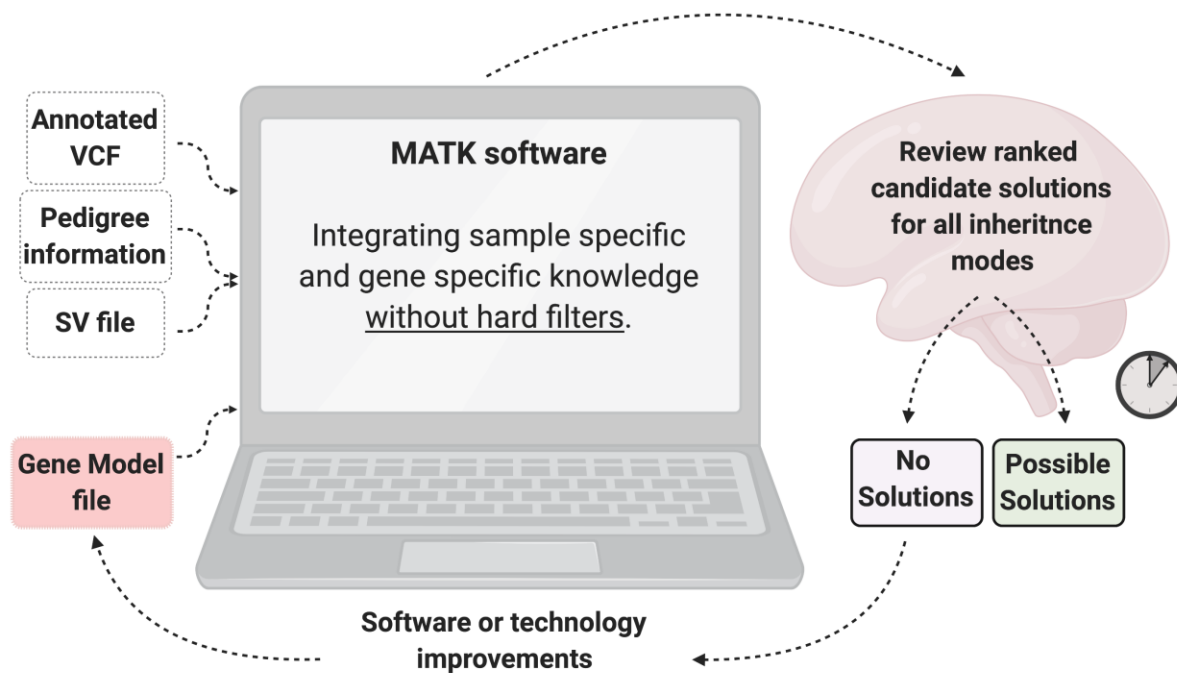 Annotated
VCF
Pedigree
information
SV file
Gene Model
file
MATK software
Integrating sample specific
and gene specific knowledge
without hard filters.
Review ranked
candidate solutions
for all inheritnce
modes
No
Solutions
Possible
Solutions
Software or technology
improvements